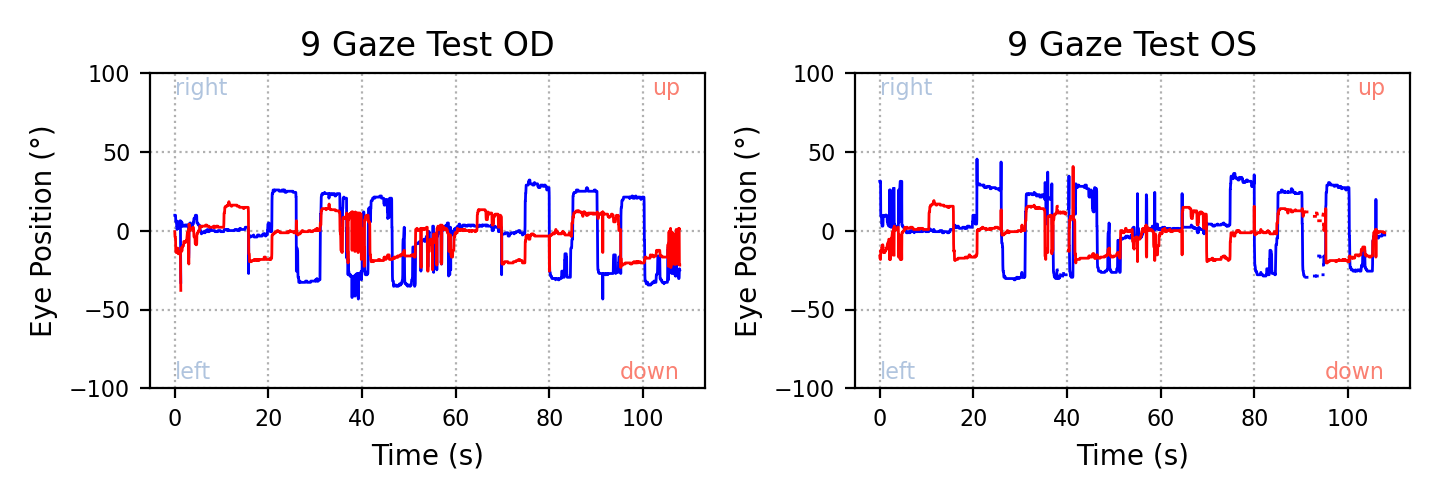 9 Gaze Test OD
100
50
0
−50
−100
Eye Position (°)
right
up
left
down
0 20 40 60 80 100
Time (s)
9 Gaze Test OS
100
50
0
−50
−100
Eye Position (°)
right
up
left
down
0 20 40 60 80 100
Time (s)